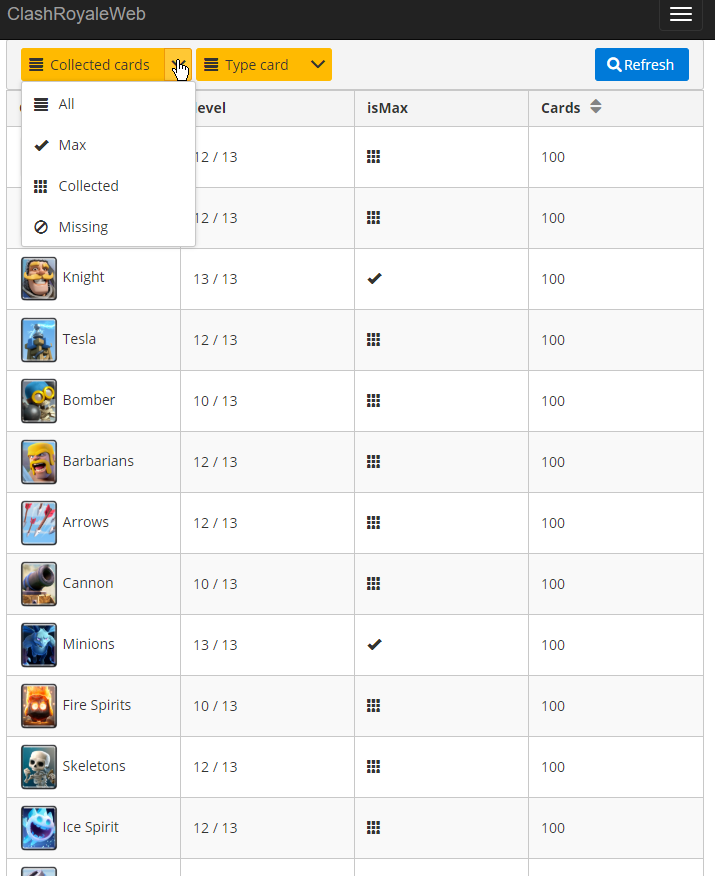 ClashRoyaleWeb
Collected cards Type card Refresh
All
Max
Collected
Missing
level isMax Cards
12 / 13 100
12 / 13 100
Knight 13 / 13 100
Tesla 12 / 13 100
Bomber 10 / 13 100
Barbarians 12 / 13 100
Arrows 12 / 13 100
Cannon 10 / 13 100
Minions 13 / 13 100
Fire Spirits 10 / 13 100
Skeletons 12 / 13 100
Ice Spirit 12 / 13 100